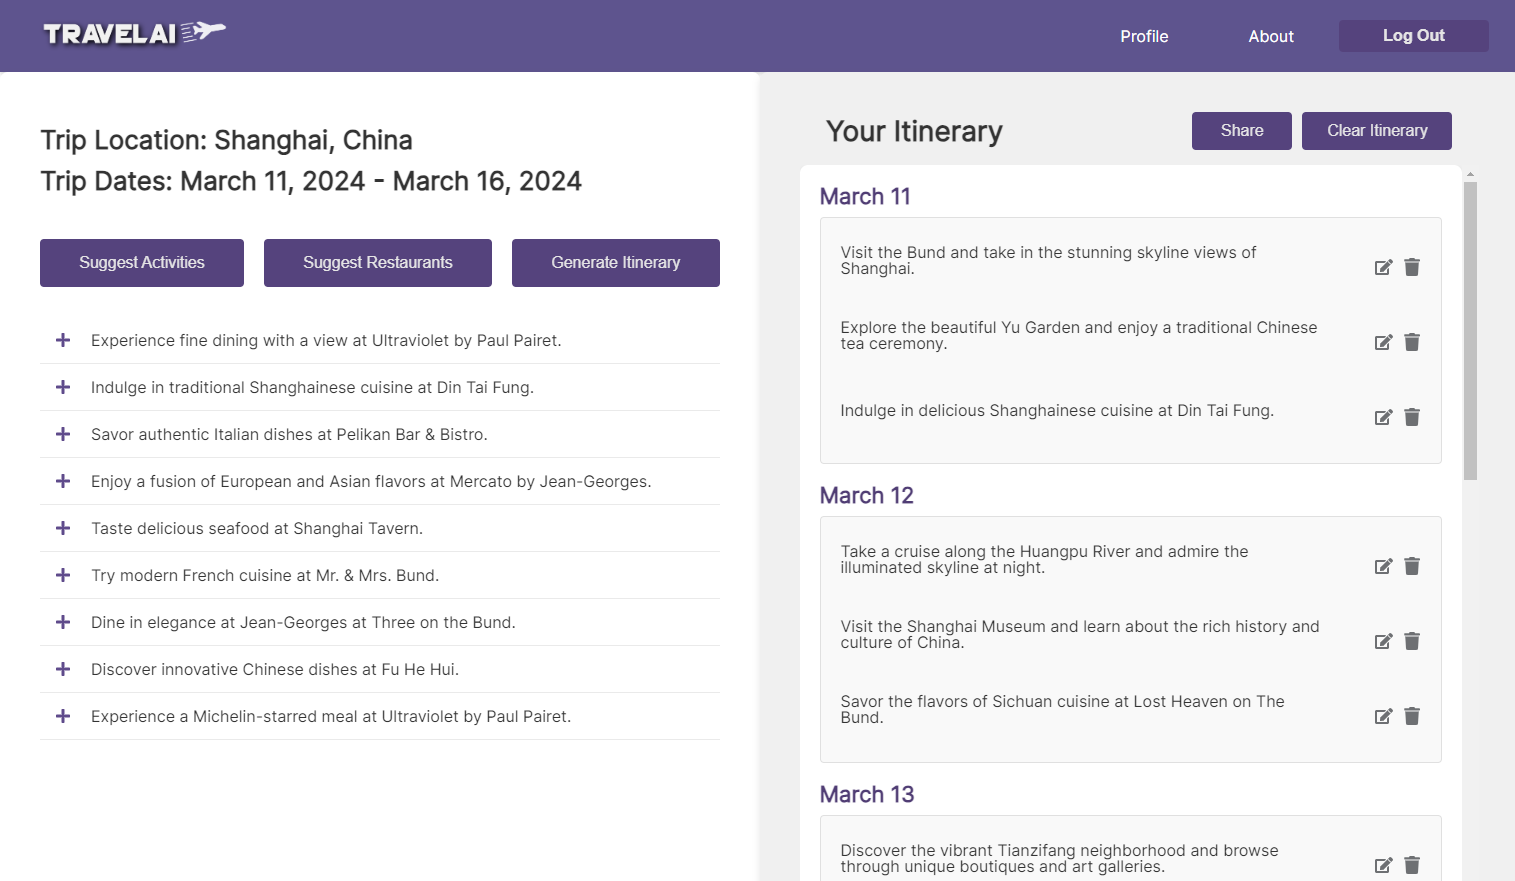 TRAVELAI
Profile
About
Log Out
Trip Location: Shanghai, China
Trip Dates: March 11, 2024 - March 16, 2024
Suggest Activities
Suggest Restaurants
Generate Itinerary
Experience fine dining with a view at Ultraviolet by Paul Pairet.
Indulge in traditional Shanghainese cuisine at Din Tai Fung.
Savor authentic Italian dishes at Pelikan Bar & Bistro.
Enjoy a fusion of European and Asian flavors at Mercato by Jean-Georges.
Taste delicious seafood at Shanghai Tavern.
Try modern French cuisine at Mr. & Mrs. Bund.
Dine in elegance at Jean-Georges at Three on the Bund.
Discover innovative Chinese dishes at Fu He Hui.
Experience a Michelin-starred meal at Ultraviolet by Paul Pairet.
Your Itinerary
Share
Clear Itinerary
March 11
Visit the Bund and take in the stunning skyline views of
Shanghai.
Explore the beautiful Yu Garden and enjoy a traditional Chinese
tea ceremony.
Indulge in delicious Shanghainese cuisine at Din Tai Fung.
March 12
Take a cruise along the Huangpu River and admire the
illuminated skyline at night.
Visit the Shanghai Museum and learn about the rich history and
culture of China.
Savor the flavors of Sichuan cuisine at Lost Heaven on The
Bund.
March 13
Discover the vibrant Tianzifang neighborhood and browse
through unique boutiques and art galleries.